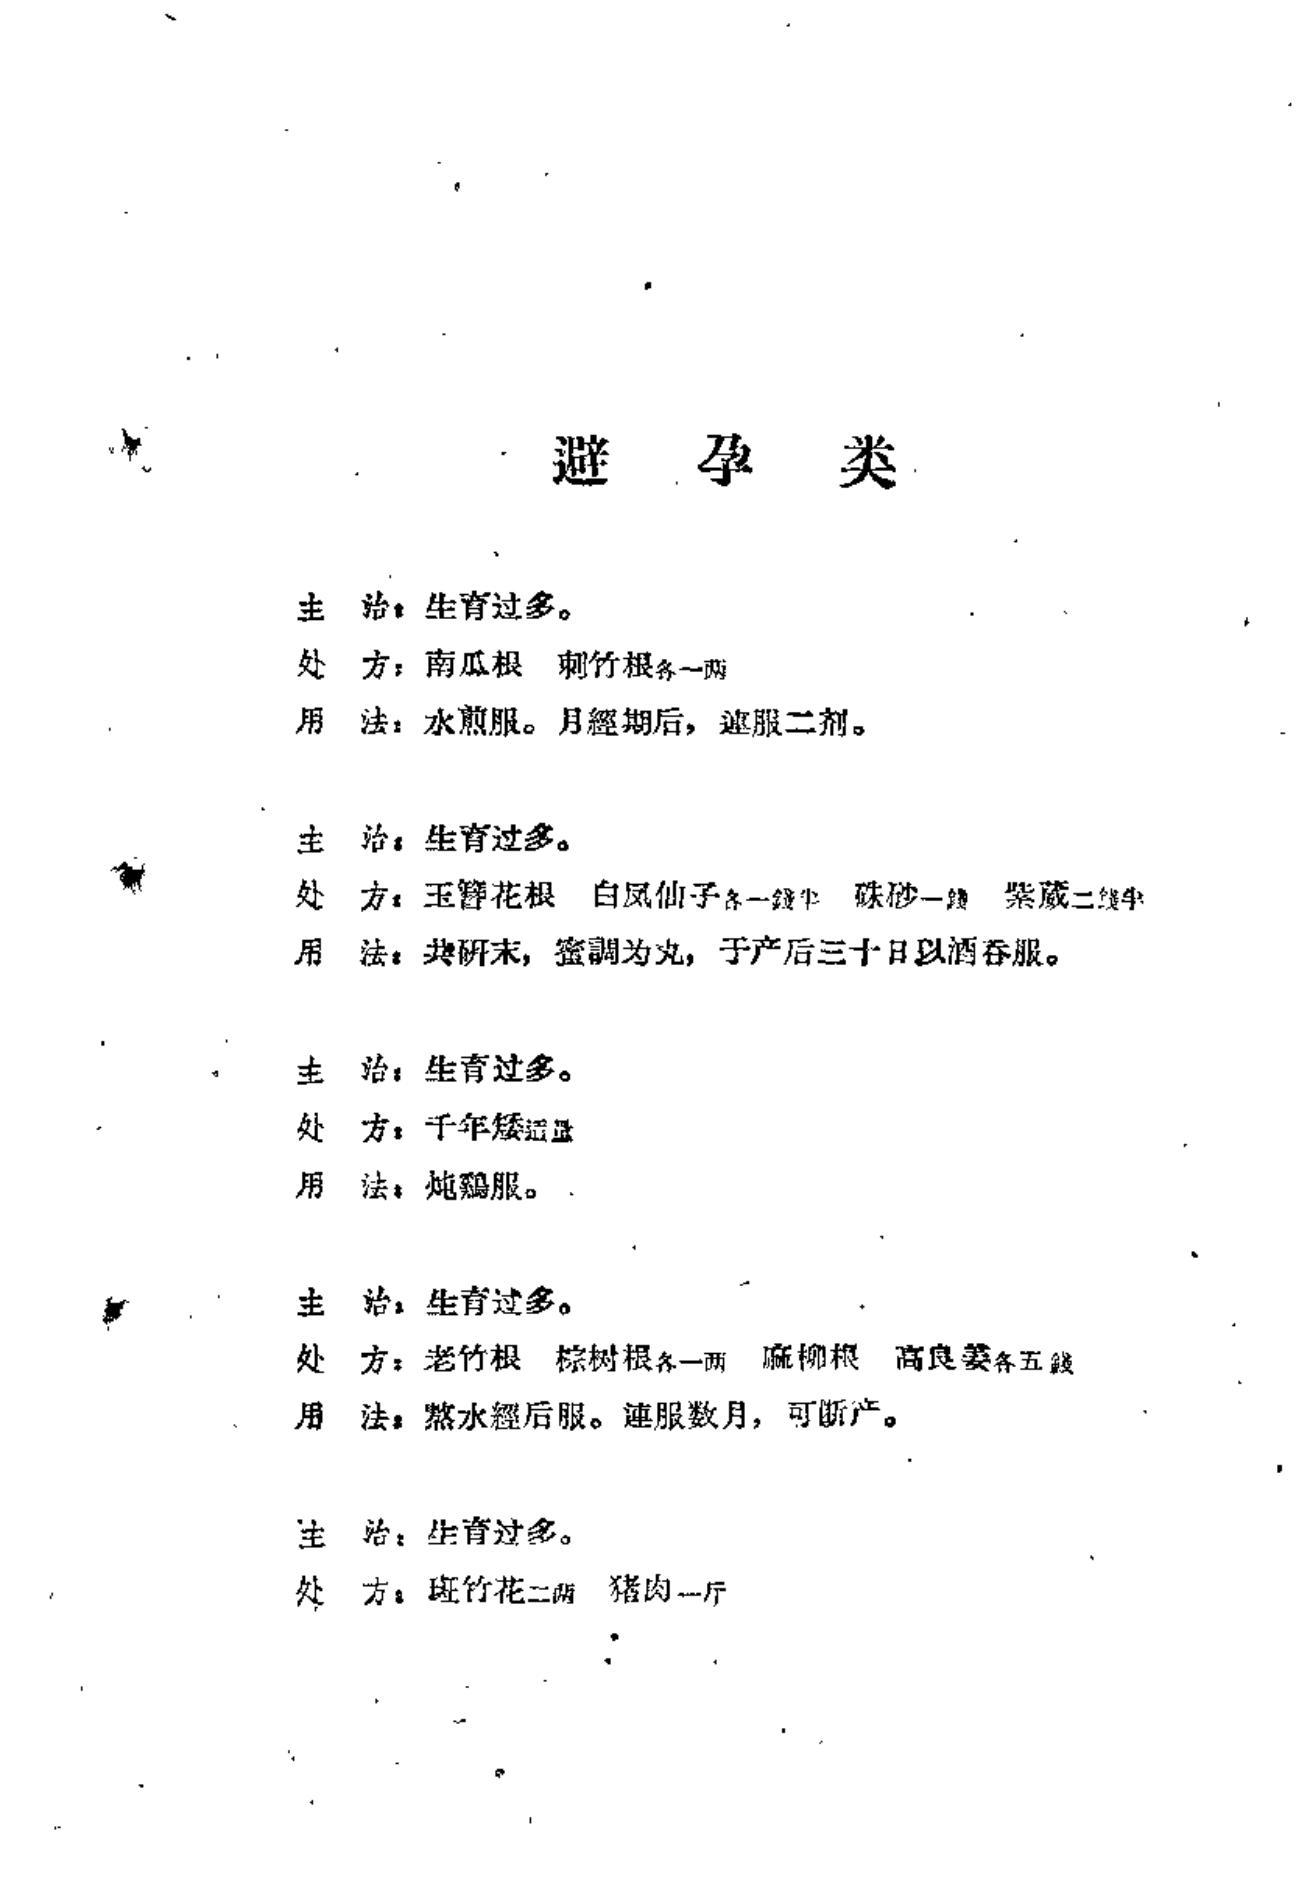 避孕类
主治：生育过多。
处方：南瓜根 刺竹根各一两
用法：水煎服。月經期后，連服二剂。
主治：生育过多。
处方：玉簪花根 白凤仙子各一錢半 硃砂一錢 紫葳二錢半
用法：共研末，蜜調为丸，于产后三十日以酒吞服。
主治：生育过多。
处方：千年矮适量
用法：炖鷄服。
主治：生育过多。
处方：老竹根 棕树根各一两 麻柳根 高良姜各五錢
用法：熬水經后服。連服数月，可断产。
主治：生育过多。
处方：斑竹花二两 猪肉一斤